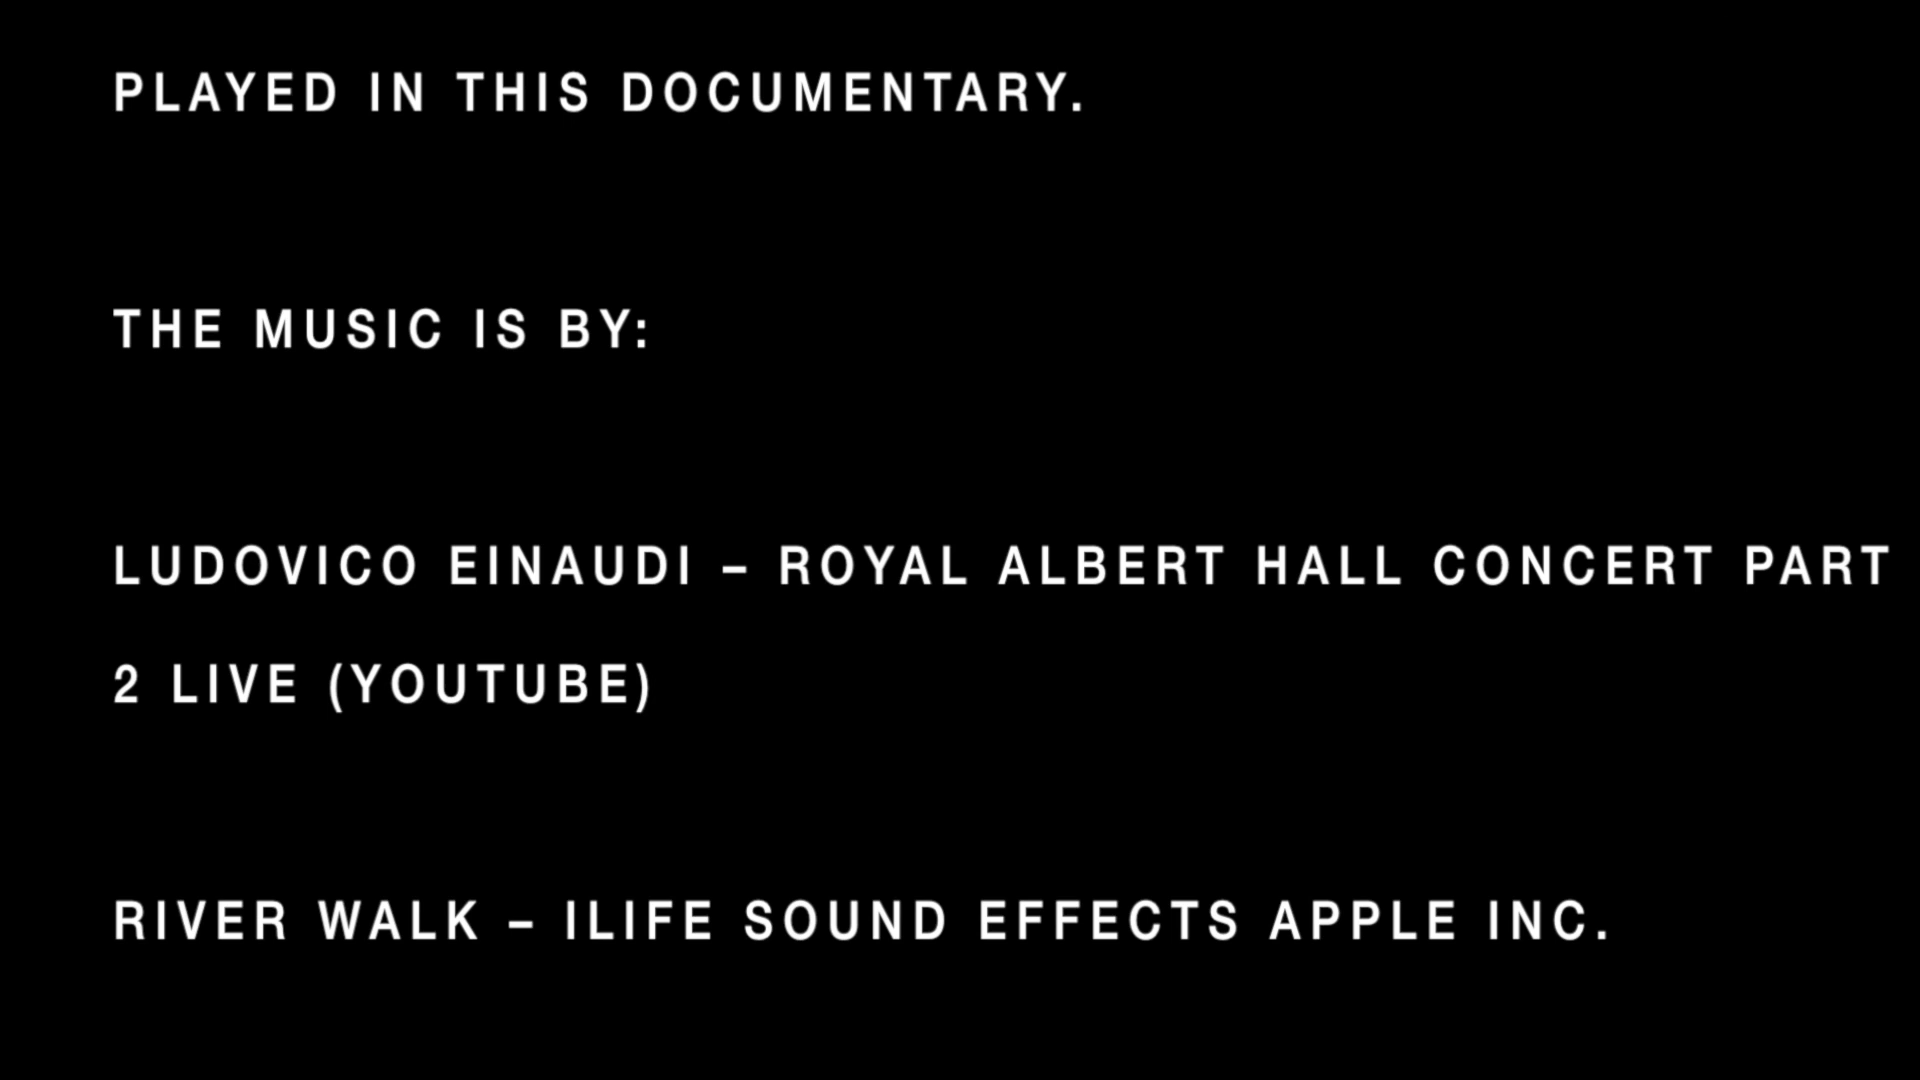 PLAYED IN THIS DOCUMENTARY.
THE MUSIC IS BY:
LUDOVICO EINAUDI – ROYAL ALBERT HALL CONCERT PART
2 LIVE (YOUTUBE)
RIVER WALK – ILIFE SOUND EFFECTS APPLE INC.